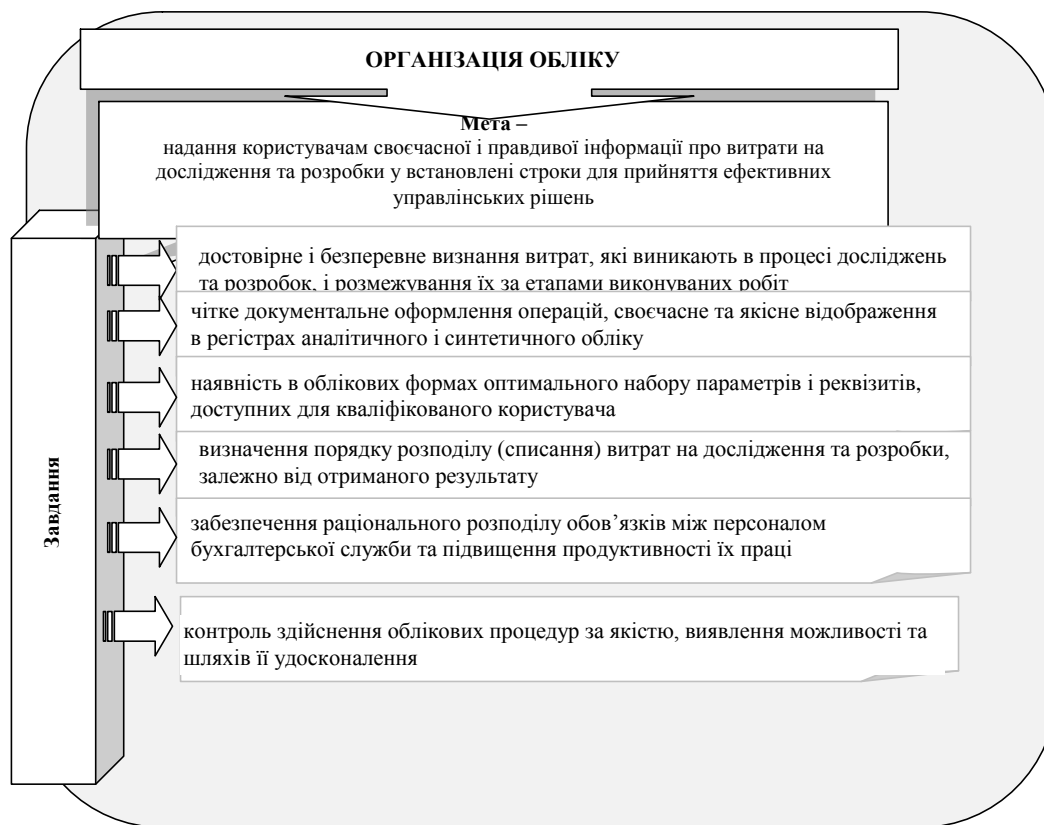 ОРГАНІЗАЦІЯ ОБЛІКУ
Мета –
надання користувачам своєчасної і правдивої інформації про витрати на
дослідження та розробки у встановлені строки для прийняття ефективних
управлінських рішень
Завдання
достовірне і безперевне визнання витрат, які виникають в процесі досліджень
та розробок, і розмежування їх за етапами виконуваних робіт
чітке документальне оформлення операцій, своєчасне та якісне відображення
в регістрах аналітичного і синтетичного обліку
наявність в облікових формах оптимального набору параметрів і реквізитів,
доступних для кваліфікованого користувача
визначення порядку розподілу (списання) витрат на дослідження та розробки,
залежно від отриманого результату
забезпечення раціонального розподілу обов’язків між персоналом
бухгалтерської служби та підвищення продуктивності їх праці
контроль здійснення облікових процедур за якістю, виявлення можливості та
шляхів її удосконалення